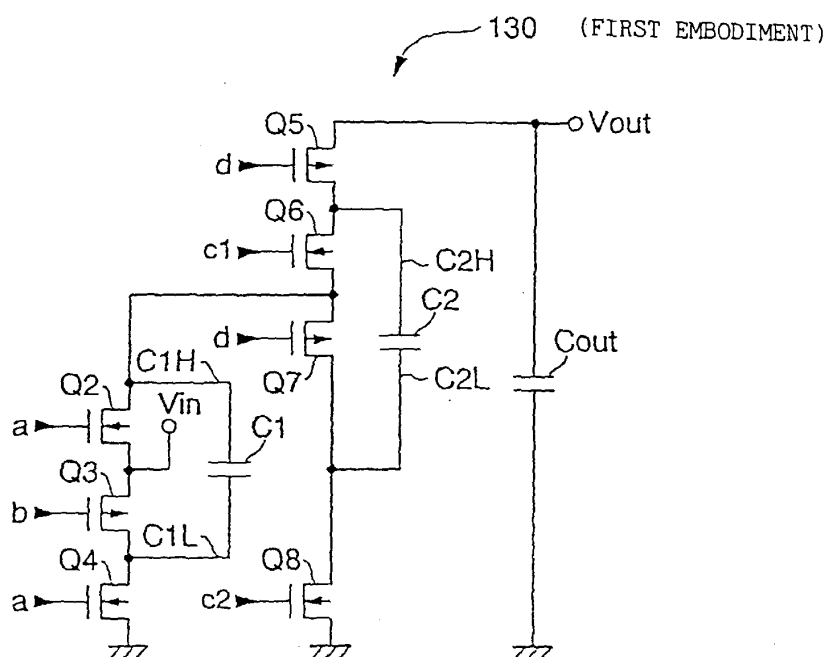 130 (FIRST EMBODIMENT)
Q5
Vout
d
Q6
c1
C2H
C2
d
Cout
C1H
Q7
C2L
Q2
Vin
a
C1
Q3
b
C1L
Q4
Q8
a
c2